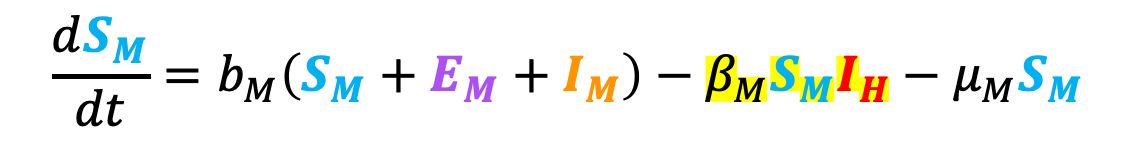 dS_M/dt = b_M(S_M + E_M + I_M) − β_M S_M I_H − μ_M S_M